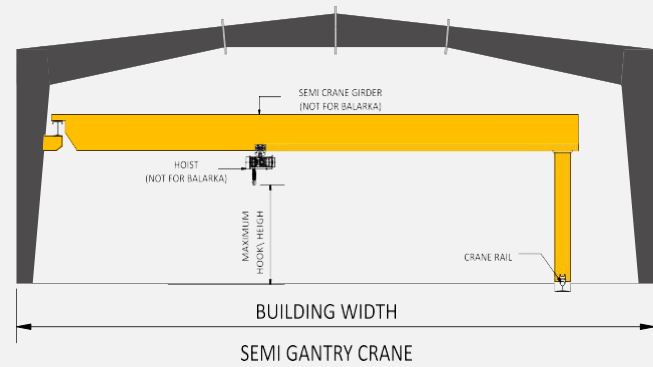 SEMI CRANE GIRDER
(NOT FOR BALARKA)
HOIST
(NOT FOR BALARKA)
MAXIMUM
HOOK\ HEIGH
CRANE RAIL
BUILDING WIDTH
SEMI GANTRY CRANE